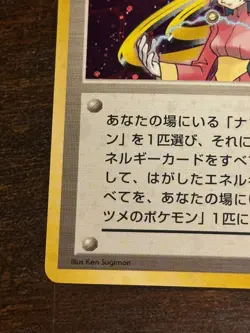 あなたの場にいる「ナツ
ン」を1匹選び、それに
ネルギーカードをすべ
して、はがしたエネルギ
べてを、あなたの場に
ツメのポケモン」1匹に
Illus. Ken Sugimori